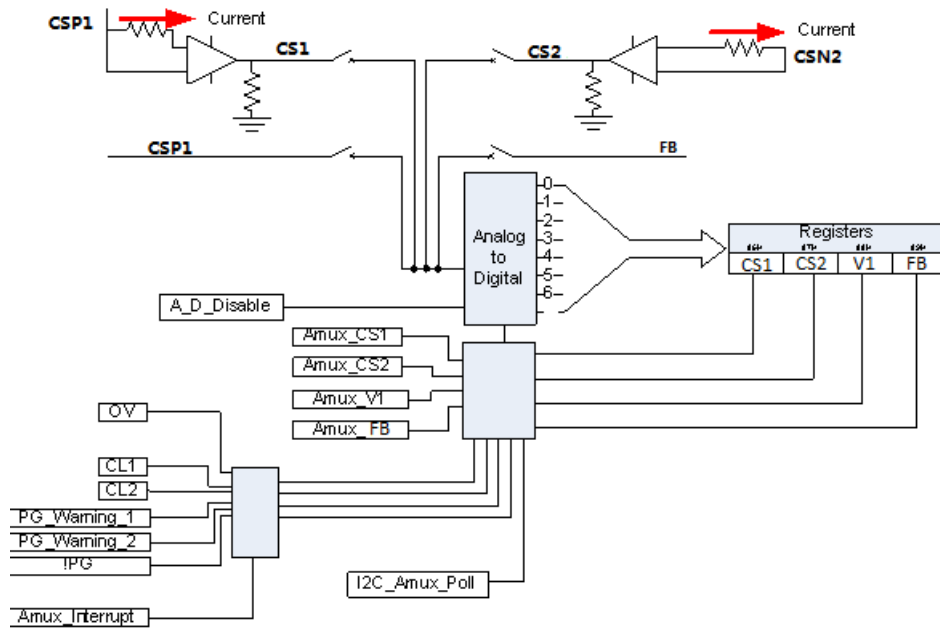 CSP1
Current
CS1
CS2
Current
CSN2
CSP1
FB
Analog
to
Digital
0
1
2
3
4
5
6
Registers
CS1 CS2 V1 FB
A_D_Disable
Amux_CS1
Amux_CS2
Amux_V1
Amux_FB
OV
CL1
CL2
PG_Warning_1
PG_Warning_2
!PG
I2C_Amux_Poll
Amux_Interrupt